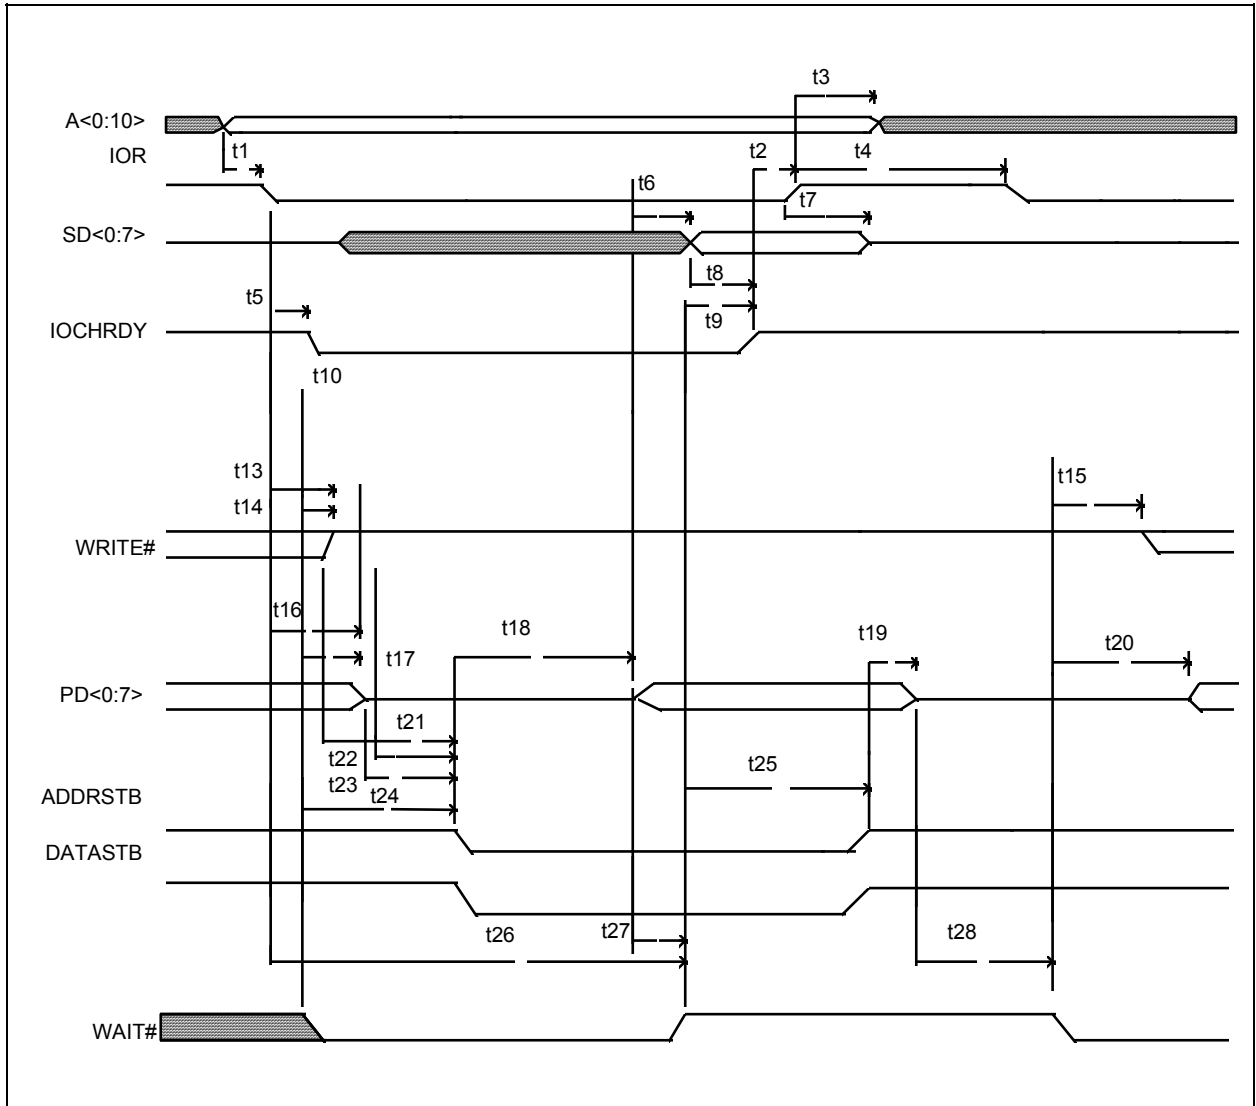 t3
A<0:10>
IOR
t1
t2
t4
t6
t7
SD<0:7>
t8
t5
t9
IOCHRDY
t10
t13
t15
t14
WRITE#
t16
t18
t19
t17
t20
PD<0:7>
t21
t22
t25
t23
t24
ADDRSTB
DATASTB
t26
t27
t28
WAIT#